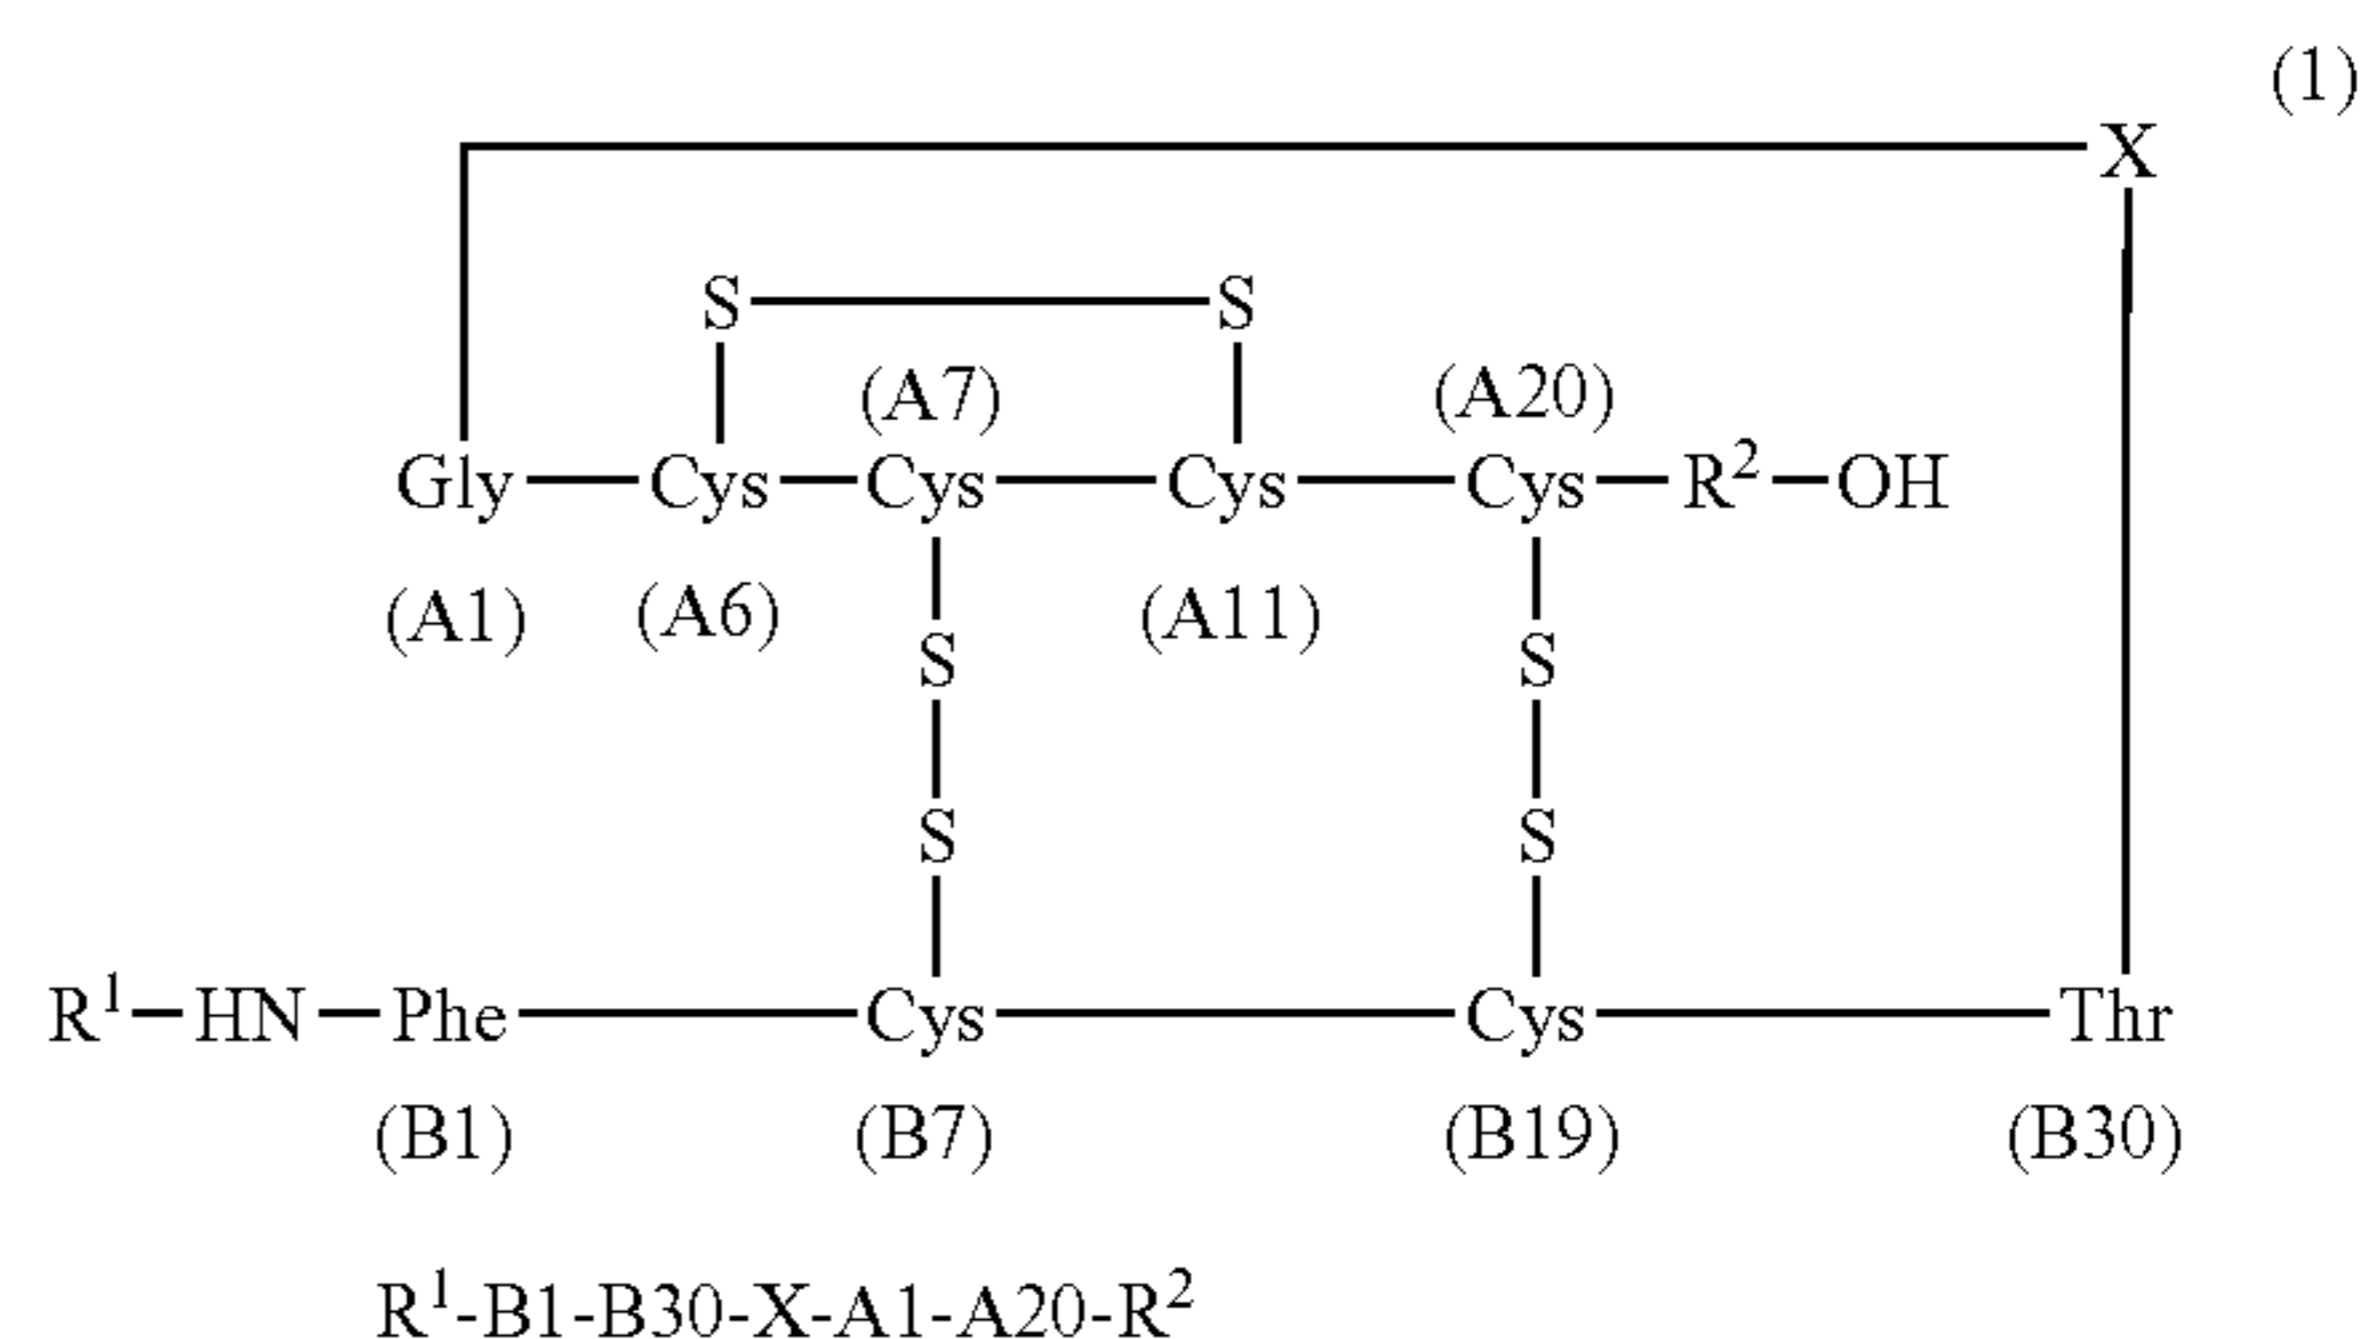 (1)
X
S S
(A7) (A20)
Gly Cys Cys Cys Cys R² OH
(A1) (A6) (A11)
S S
S S
R¹ HN Phe Cys Cys Thr
(B1) (B7) (B19) (B30)
R¹-B1-B30-X-A1-A20-R²